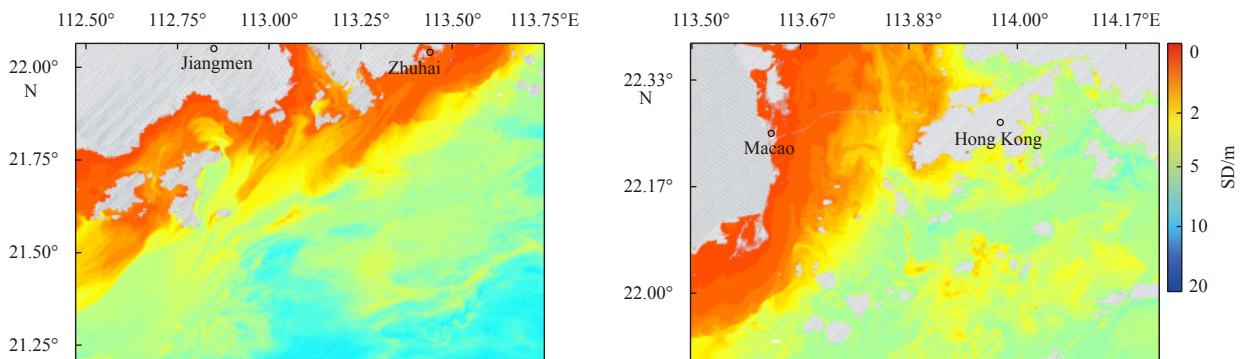 112.50° 112.75° 113.00° 113.25° 113.50° 113.75°E
22.00°
N
21.75°
21.50°
21.25°
Jiangmen
Zhuhai
113.50° 113.67° 113.83° 114.00° 114.17°E
22.33°
N
22.17°
22.00°
Macao
Hong Kong
0
2
5
10
20
SD/m